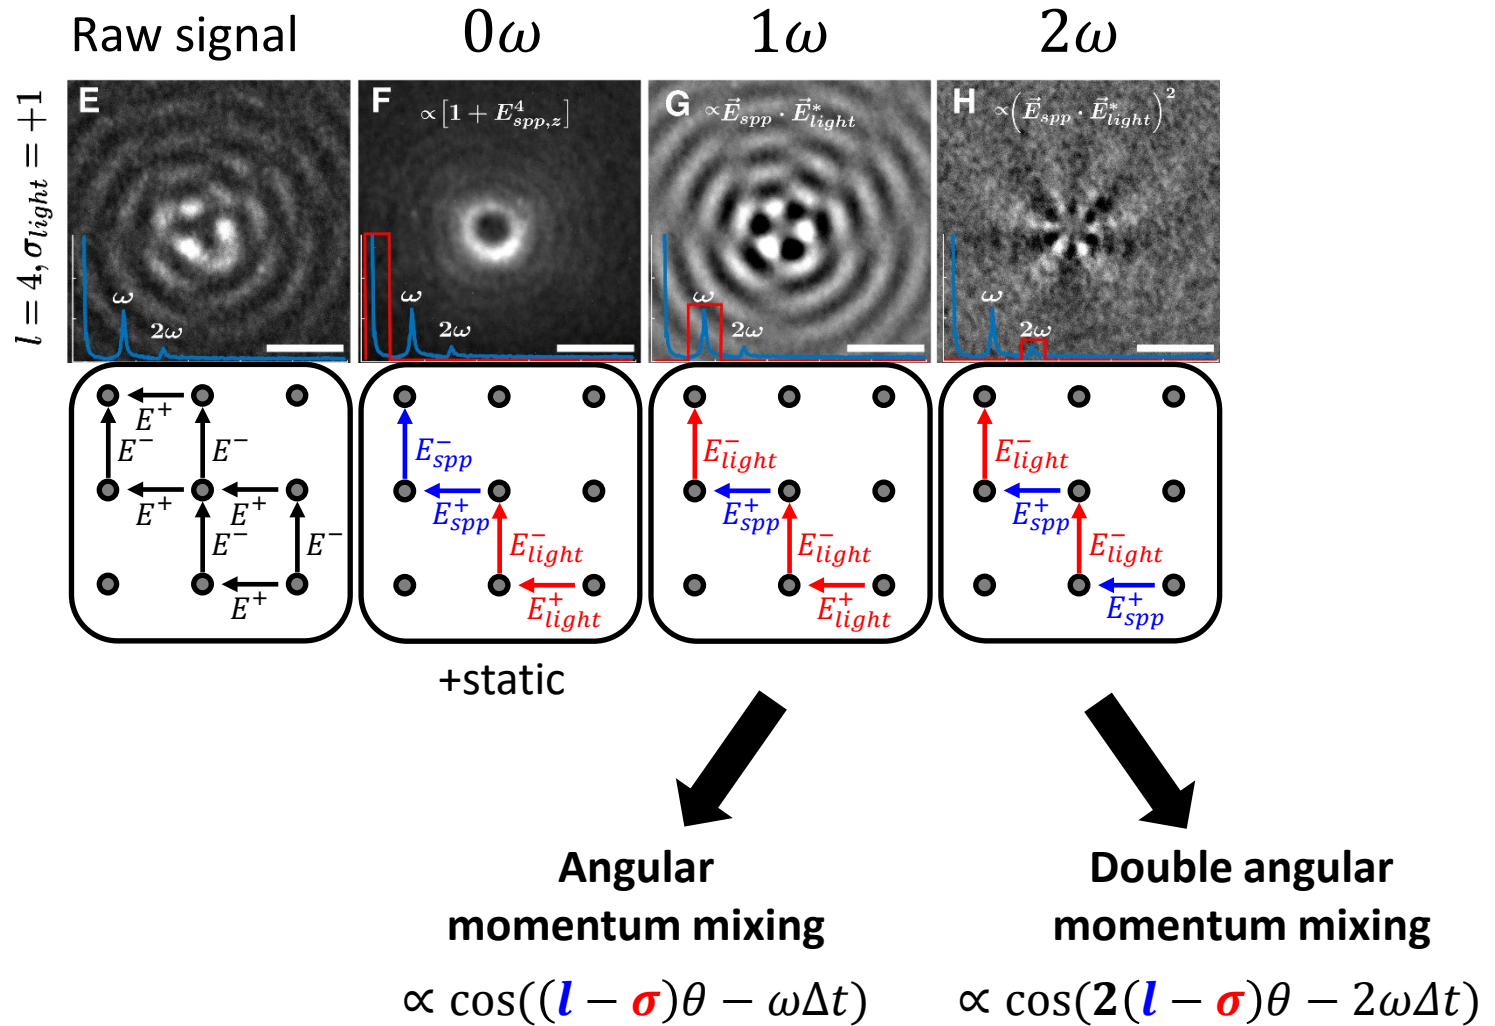 Raw signal
0ω
1ω
2ω
l = 4, σ_light = +1
E
ω
2ω
F
∝[1 + E⁴_spp,z]
ω
2ω
G
∝E⃗_spp · E⃗*_light
ω
2ω
H
∝(E⃗_spp · E⃗*_light)²
ω
2ω
E⁺
E⁻
E⁻
E⁺
E⁺
E⁻
E⁻
E⁺
E⁻_spp
E⁺_spp
E⁻_light
E⁺_light
E⁻_light
E⁺_spp
E⁻_light
E⁺_light
E⁻_light
E⁺_spp
E⁻_light
E⁺_spp
+static
Angular
momentum mixing
∝ cos((l − σ)θ − ωΔt)
Double angular
momentum mixing
∝ cos(2(l − σ)θ − 2ωΔt)